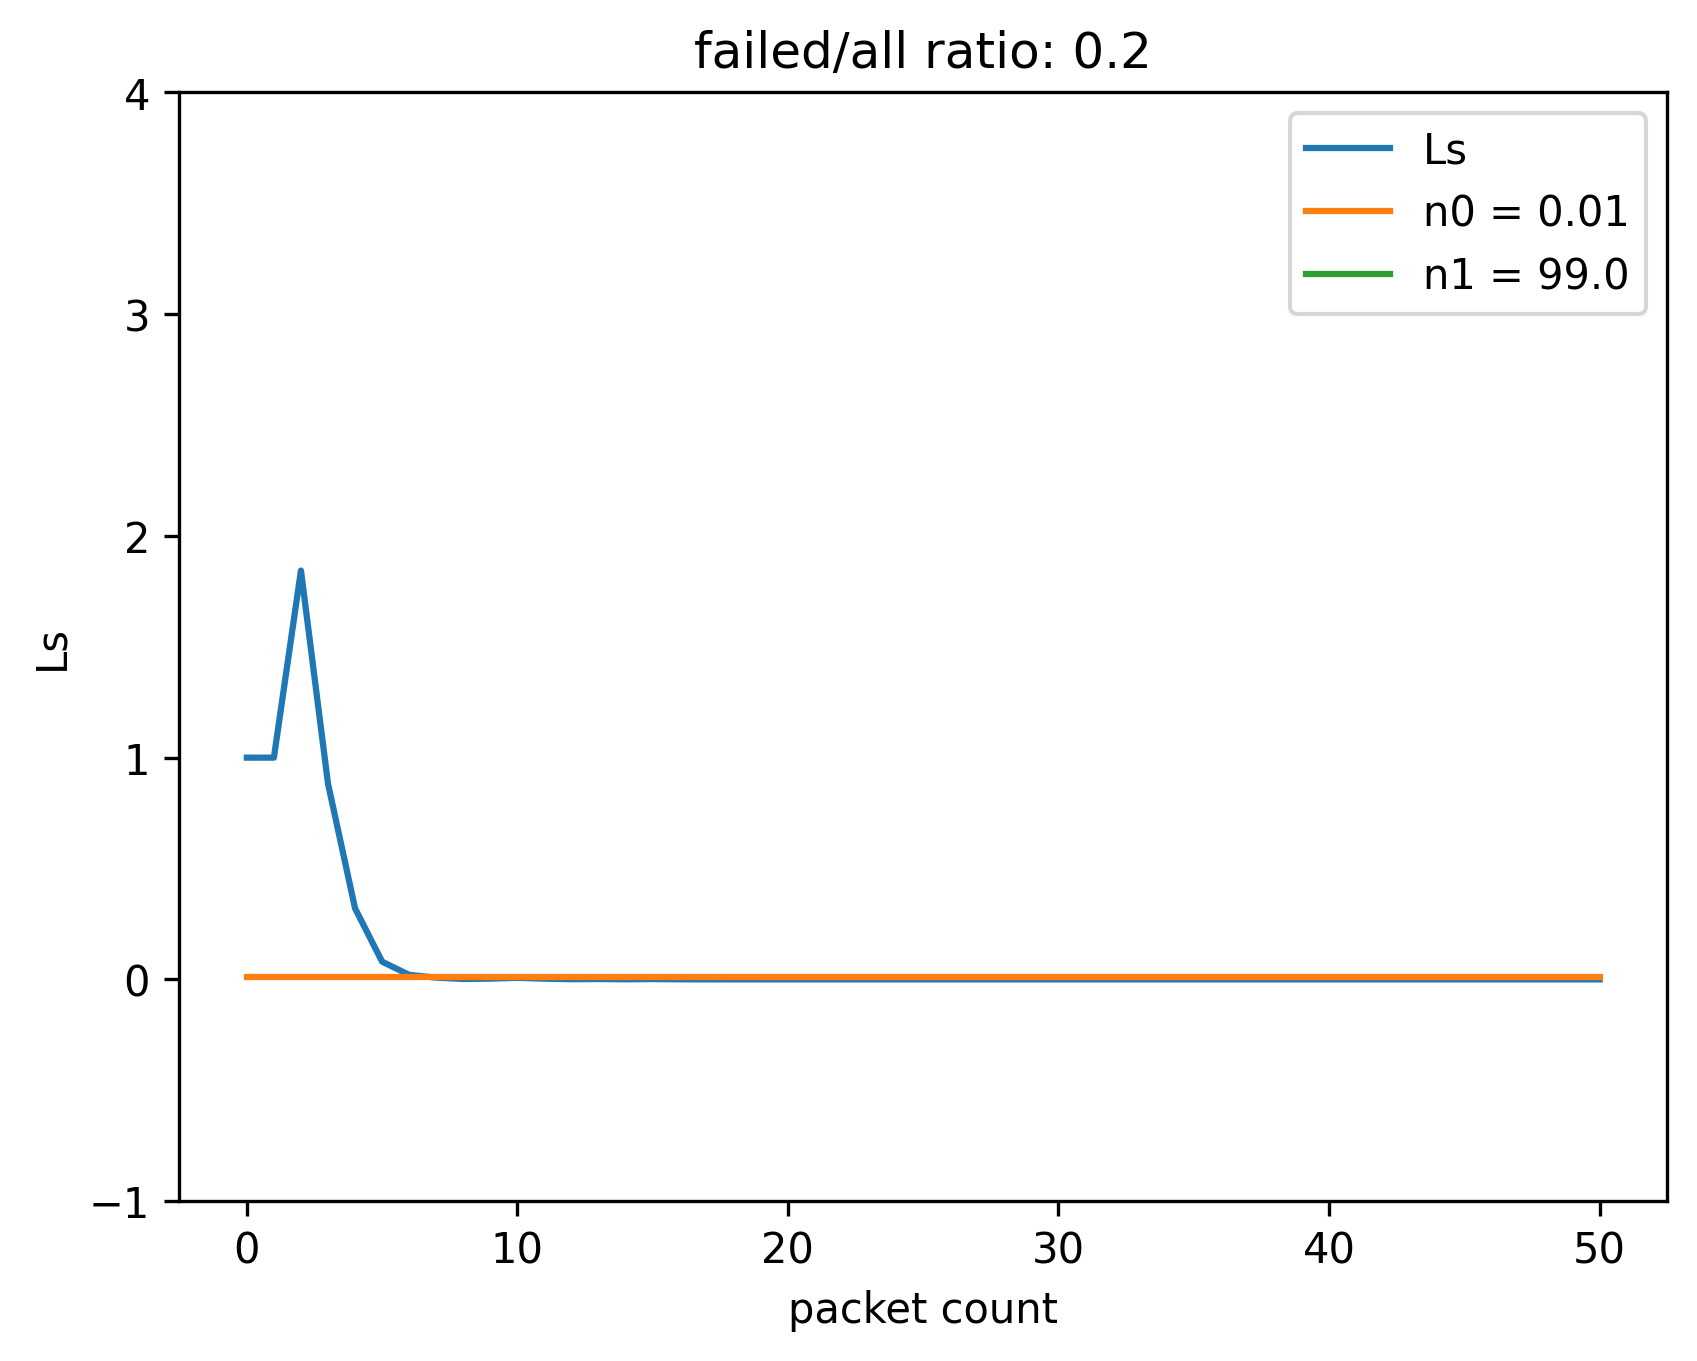 failed/all ratio: 0.2
4
3
2
1
0
−1
Ls
Ls
n0 = 0.01
n1 = 99.0
0 10 20 30 40 50
packet count